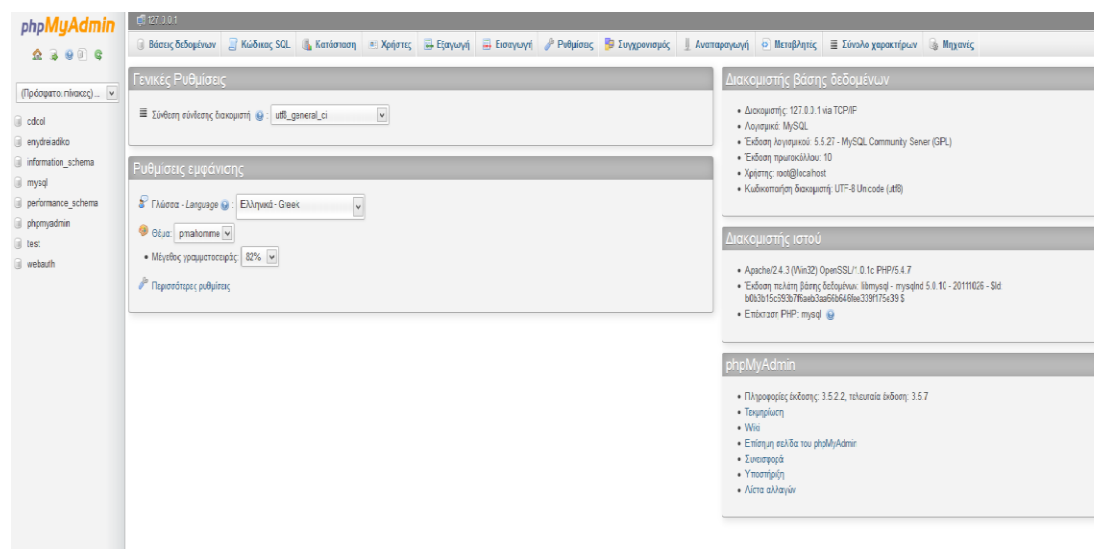 phpMyAdmin
(Πρόσφατοι πίνακες) ...
cdcol
enydreiadiko
information_schema
mysql
performance_schema
phpmyadmin
test
webauth
127.0.0.1
Βάσεις δεδομένων Κώδικας SQL Κατάσταση Χρήστες Εξαγωγή Εισαγωγή Ρυθμίσεις Συγχρονισμός Αναπαραγωγή Μεταβλητές Σύνολο χαρακτήρων Μηχανές
Γενικές Ρυθμίσεις
Σύνθεση σύνδεσης διακομιστή : utf8_general_ci
Ρυθμίσεις εμφάνισης
Γλώσσα - Language : Ελληνικά - Greek
Θέμα: pmahomme
• Μέγεθος γραμματοσειράς: 82%
Περισσότερες ρυθμίσεις
Διακομιστής βάσης δεδομένων
• Διακομιστής: 127.0.0.1 via TCP/IP
• Λογισμικό: MySQL
• Έκδοση λογισμικού: 5.5.27 - MySQL Community Server (GPL)
• Έκδοση πρωτοκόλλου: 10
• Χρήστης: root@localhost
• Κωδικοποίηση διακομιστή: UTF-8 Unicode (utf8)
Διακομιστής ιστού
• Apache/2.4.3 (Win32) OpenSSL/1.0.1c PHP/5.4.7
• Έκδοση πελάτη βάσης δεδομένων: libmysql - mysqlnd 5.0.10 - 20111026 - $Id:
• Επέκταση PHP: mysql
phpMyAdmin
• Πληροφορίες έκδοσης: 3.5.2.2, τελευταία έκδοση: 3.5.7
• Τεκμηρίωση
• Wiki
• Επίσημη σελίδα του phpMyAdmin
• Συνεισφορά
• Υποστήριξη
• Λίστα αλλαγών